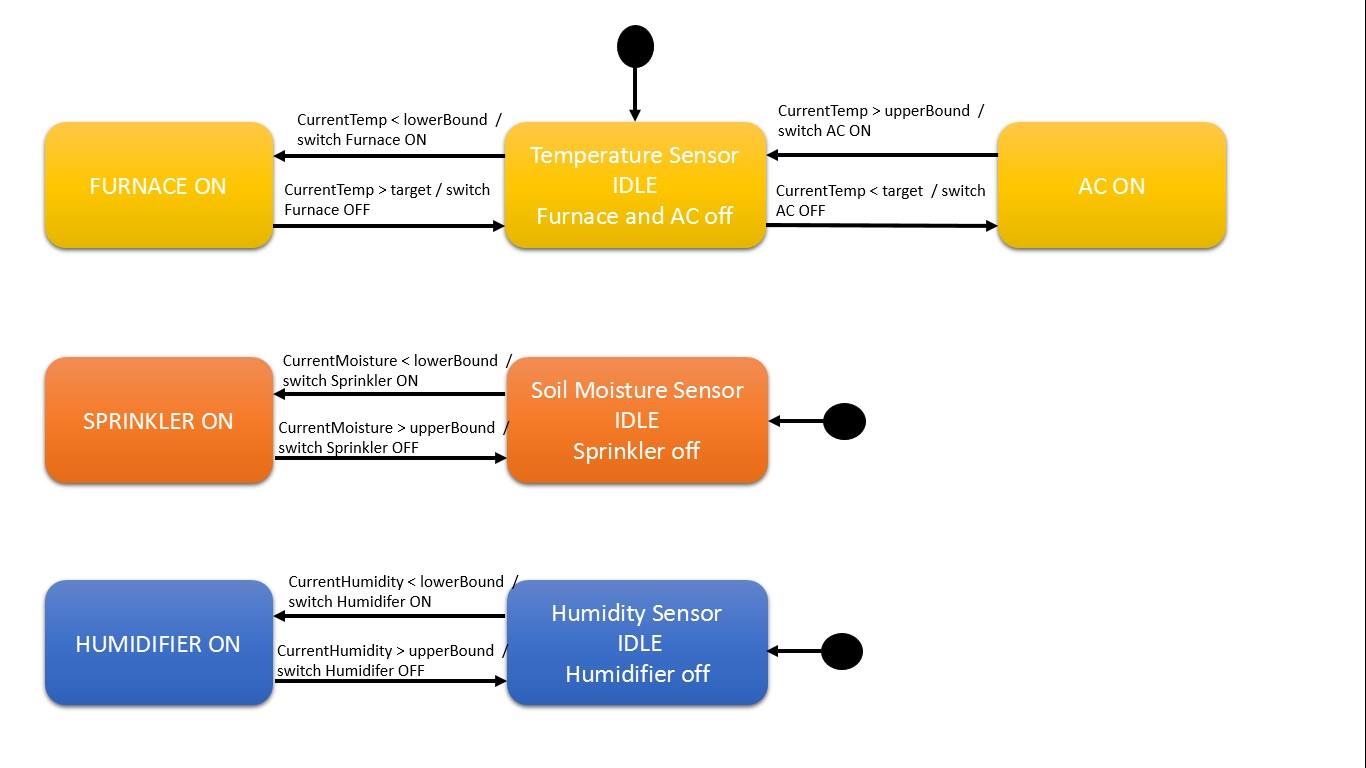 CurrentTemp < lowerBound /
switch Furnace ON
CurrentTemp > upperBound /
switch AC ON
FURNACE ON
Temperature Sensor
IDLE
Furnace and AC off
AC ON
CurrentTemp > target / switch
Furnace OFF
CurrentTemp < target / switch
AC OFF
CurrentMoisture < lowerBound /
switch Sprinkler ON
SPRINKLER ON
Soil Moisture Sensor
IDLE
Sprinkler off
CurrentMoisture > upperBound /
switch Sprinkler OFF
CurrentHumidity < lowerBound /
switch Humidifer ON
HUMIDIFIER ON
Humidity Sensor
IDLE
Humidifier off
CurrentHumidity > upperBound /
switch Humidifer OFF